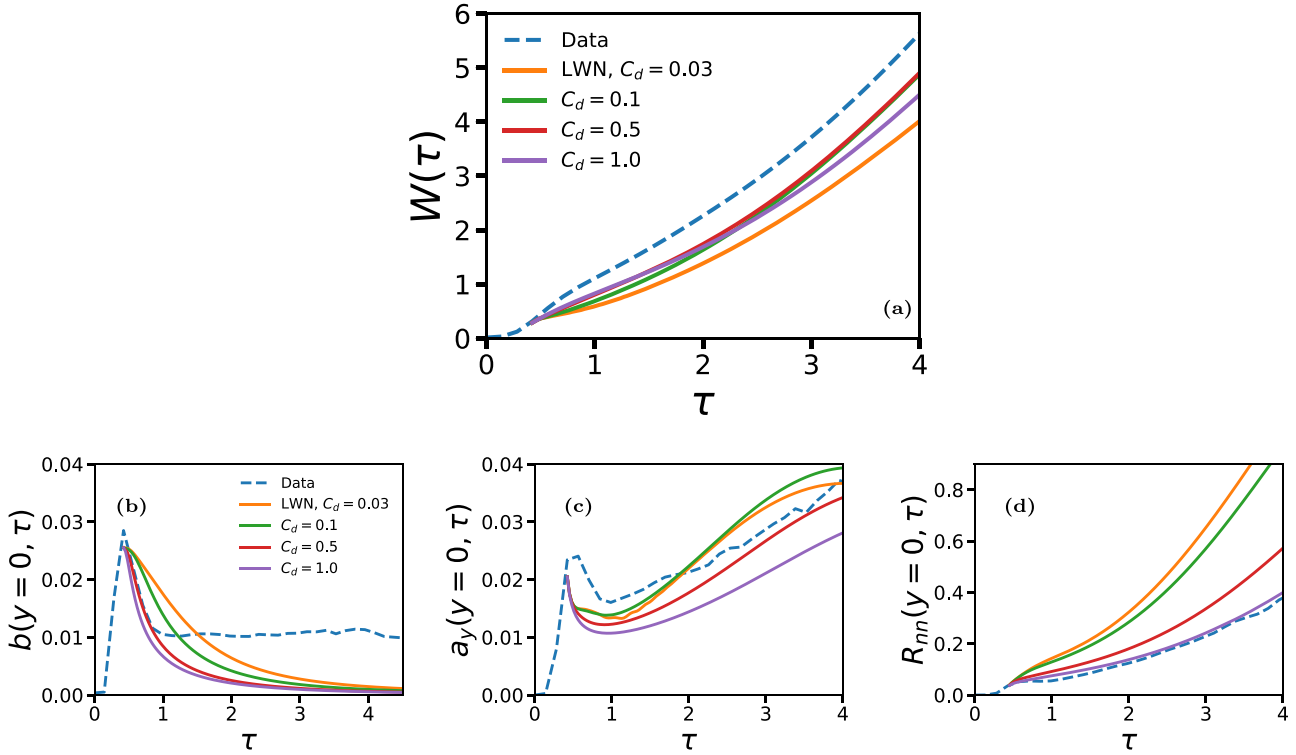 6
5
4
3
2
1
0
W(τ)
Data
LWN, C_d = 0.03
C_d = 0.1
C_d = 0.5
C_d = 1.0
(a)
0 1 2 3 4
τ
0.04
0.03
0.02
0.01
0.00
b(y = 0, τ)
(b)
Data
LWN, C_d = 0.03
C_d = 0.1
C_d = 0.5
C_d = 1.0
0 1 2 3 4
τ
0.04
0.03
0.02
0.01
0.00
a_y(y = 0, τ)
(c)
0 1 2 3 4
τ
0.8
0.6
0.4
0.2
0.0
R_nn(y = 0, τ)
(d)
0 1 2 3 4
τ